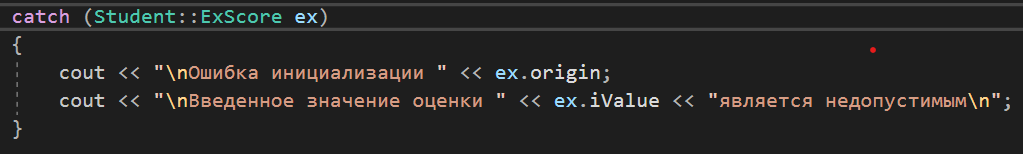 catch (Student::ExScore ex)
{
cout << "\nОшибка инициализации " << ex.origin;
cout << "\nВведенное значение оценки " << ex.iValue << "является недопустимым\n";
}